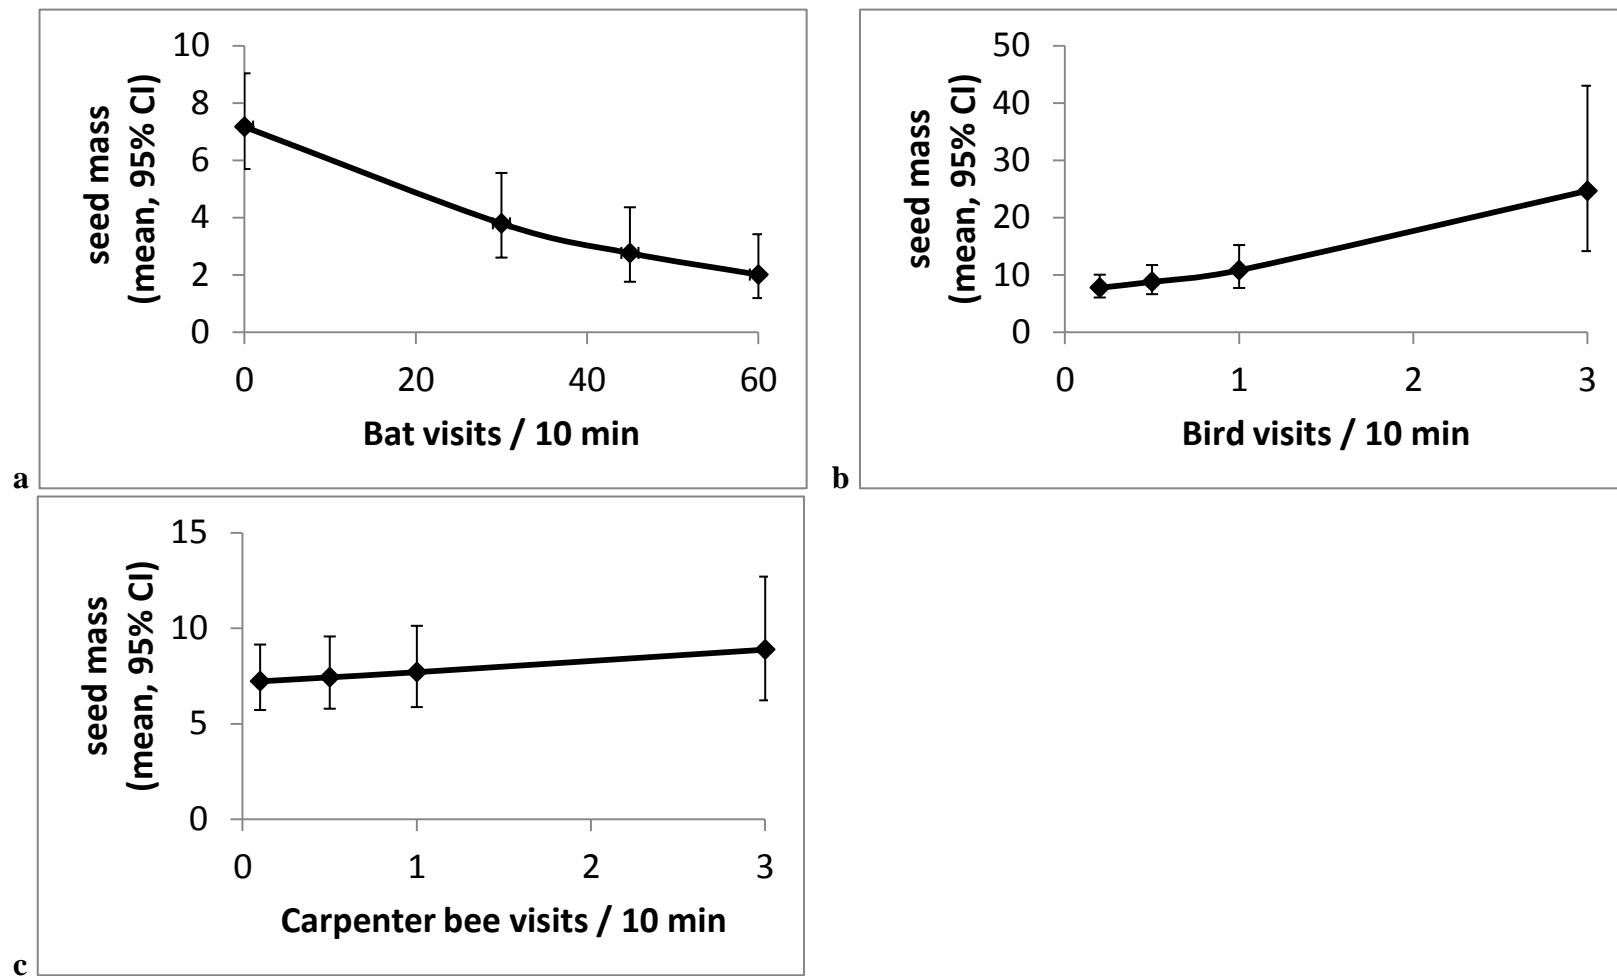 seed mass
(mean, 95% CI)
10
8
6
4
2
0
0 20 40 60
Bat visits / 10 min
a
seed mass
(mean, 95% CI)
50
40
30
20
10
0
0 1 2 3
Bird visits / 10 min
b
seed mass
(mean, 95% CI)
15
10
5
0
0 1 2 3
Carpenter bee visits / 10 min
c